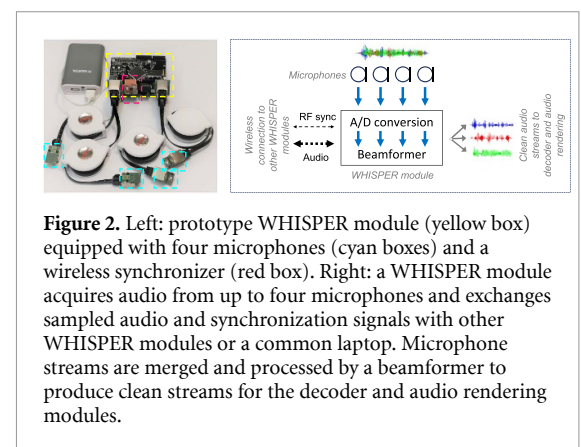 Microphones
RF sync
Audio
Wireless
connection to
other WHISPER
modules
A/D conversion
Beamformer
WHISPER module
Clean audio
streams to
decoder and audio
rendering
Figure 2. Left: prototype WHISPER module (yellow box)
equipped with four microphones (cyan boxes) and a
wireless synchronizer (red box). Right: a WHISPER module
acquires audio from up to four microphones and exchanges
sampled audio and synchronization signals with other
WHISPER modules or a common laptop. Microphone
streams are merged and processed by a beamformer to
produce clean streams for the decoder and audio rendering
modules.